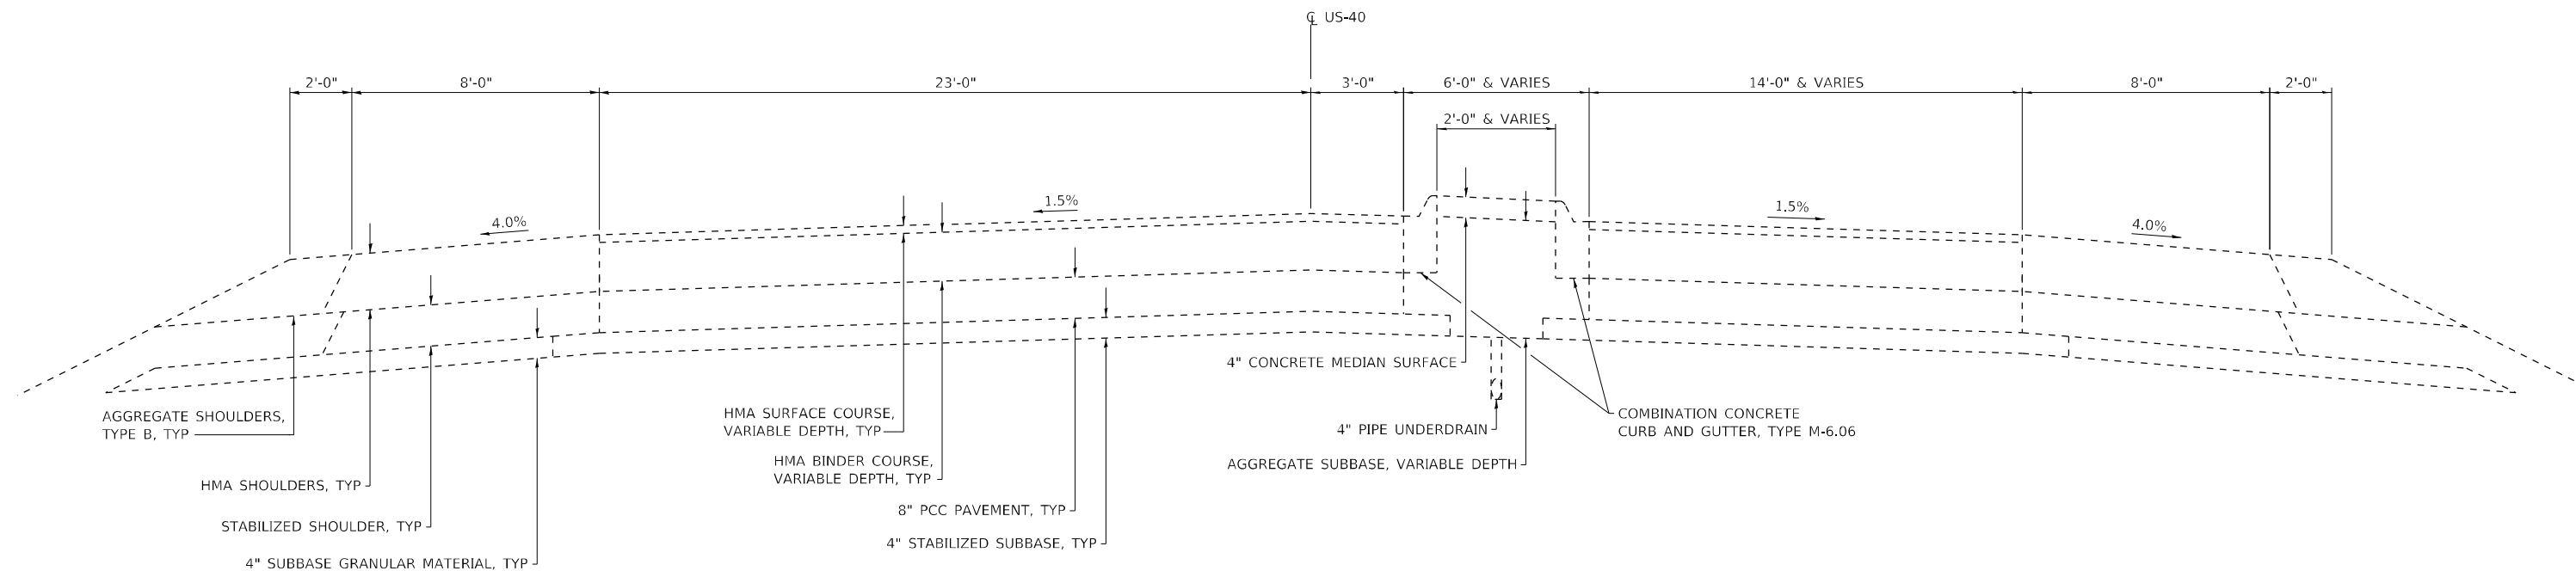 ℄ US-40
2'-0"
8'-0"
23'-0"
3'-0"
6'-0" & VARIES
14'-0" & VARIES
8'-0"
2'-0"
2'-0" & VARIES
4.0%
1.5%
1.5%
4.0%
4" CONCRETE MEDIAN SURFACE
AGGREGATE SHOULDERS,
TYPE B, TYP
HMA SURFACE COURSE,
VARIABLE DEPTH, TYP
4" PIPE UNDERDRAIN
COMBINATION CONCRETE
CURB AND GUTTER, TYPE M-6.06
HMA BINDER COURSE,
VARIABLE DEPTH, TYP
AGGREGATE SUBBASE, VARIABLE DEPTH
HMA SHOULDERS, TYP
8" PCC PAVEMENT, TYP
STABILIZED SHOULDER, TYP
4" STABILIZED SUBBASE, TYP
4" SUBBASE GRANULAR MATERIAL, TYP